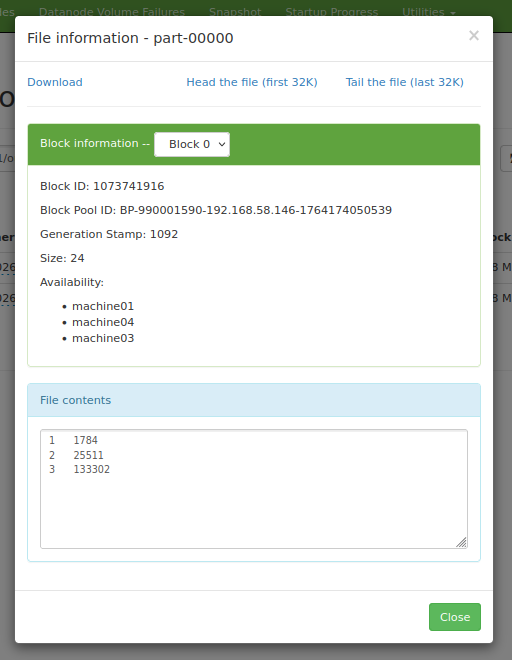 Datanode Volume Failures Snapshot Startup Progress Utilities
File information - part-00000 ×
Download Head the file (first 32K) Tail the file (last 32K)
Block information -- Block 0
Block ID: 1073741916
Block Pool ID: BP-990001590-192.168.58.146-1764174050539
Generation Stamp: 1092
Size: 24
Availability:
• machine01
• machine04
• machine03
File contents
1 1784
2 25511
3 133302
Close